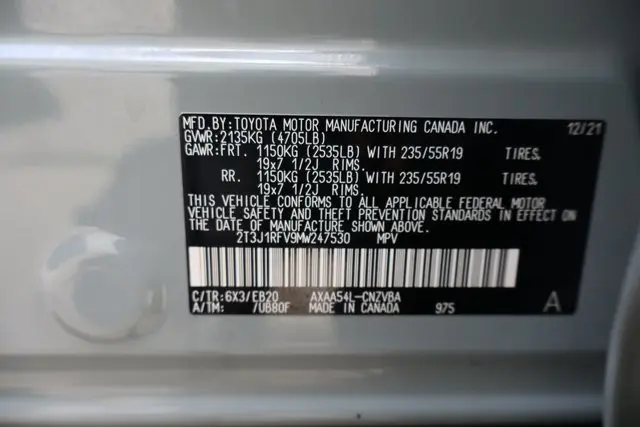 MFD. BY: TOYOTA MOTOR MANUFACTURING CANADA INC. 12/21
GVWR: 2135KG (4705LB)
GAWR: FRT. 1150KG (2535LB) WITH 235/55R19 TIRES,
19x7 1/2J RIMS.
RR. 1150KG (2535LB) WITH 235/55R19 TIRES,
19x7 1/2J RIMS.
THIS VEHICLE CONFORMS TO ALL APPLICABLE FEDERAL MOTOR
VEHICLE SAFETY AND THEFT PREVENTION STANDARDS IN EFFECT ON
THE DATE OF MANUFACTURE SHOWN ABOVE.
2T3J1RFV9MW247530 MPV
C/TR: 6X3/EB20 AXAA54L-CNZVBA
A/TM: /UB80F MADE IN CANADA 975 A